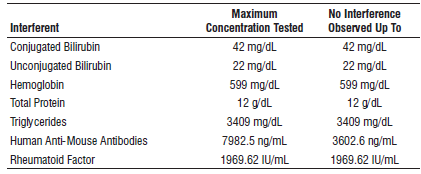 Interferent Maximum Concentration Tested No Interference Observed Up To
Conjugated Bilirubin 42 mg/dL 42 mg/dL
Unconjugated Bilirubin 22 mg/dL 22 mg/dL
Hemoglobin 599 mg/dL 599 mg/dL
Total Protein 12 g/dL 12 g/dL
Triglycerides 3409 mg/dL 3409 mg/dL
Human Anti-Mouse Antibodies 7982.5 ng/mL 3602.6 ng/mL
Rheumatoid Factor 1969.62 IU/mL 1969.62 IU/mL